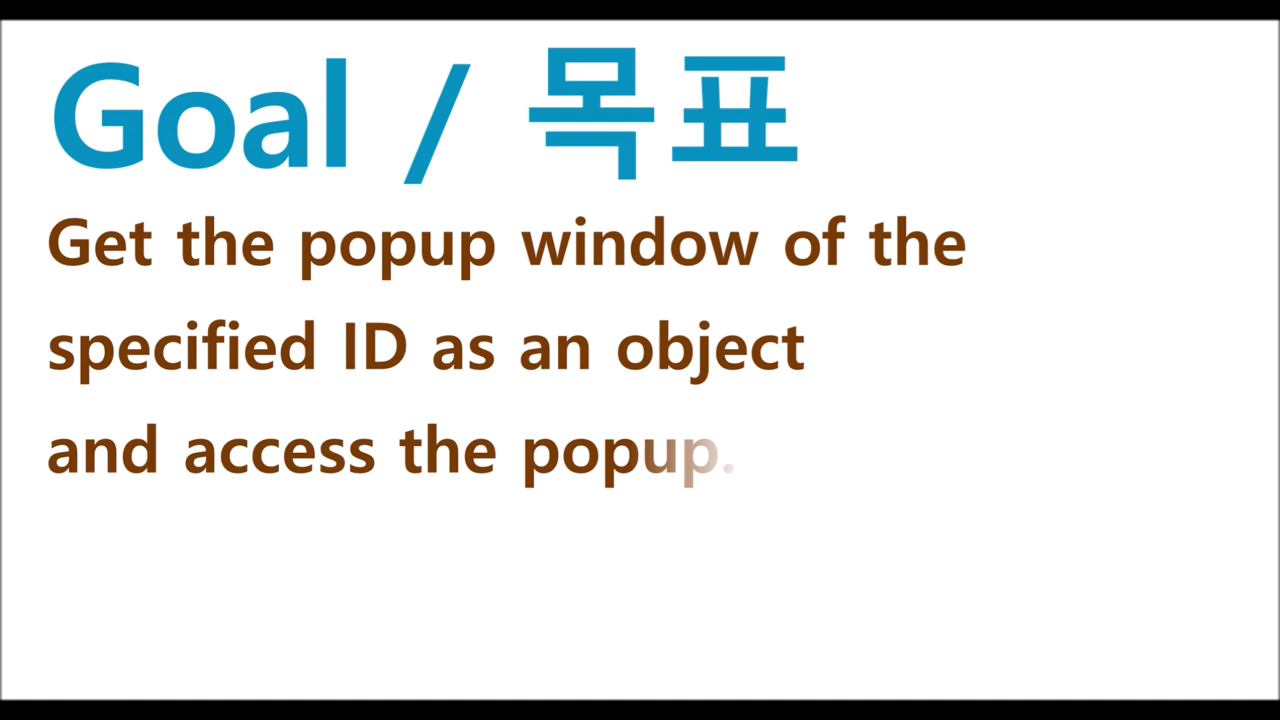 Goal / 목표
Get the popup window of the
specified ID as an object
and access the popup.